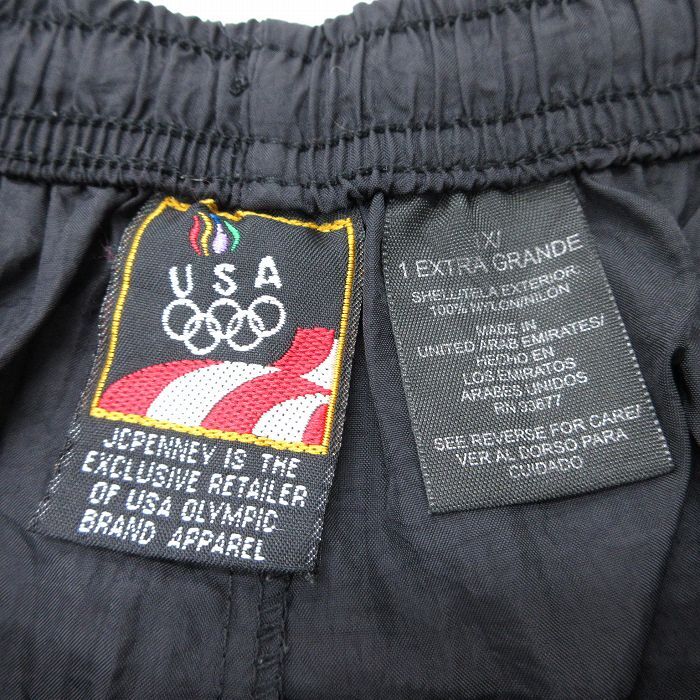 USA
JCPENNEY IS THE
EXCLUSIVE RETAILER
OF USA OLYMPIC
BRAND APPAREL
X/
1 EXTRA GRANDE
SHELL/TELA EXTERIOR
100% NYLON/NILON
MADE IN
UNITED ARAB EMIRATES/
HECHO EN
LOS EMIRATOS
ARABES UNIDOS
RN 93677
SEE REVERSE FOR CARE/
VER AL DORSO PARA
CUIDADO